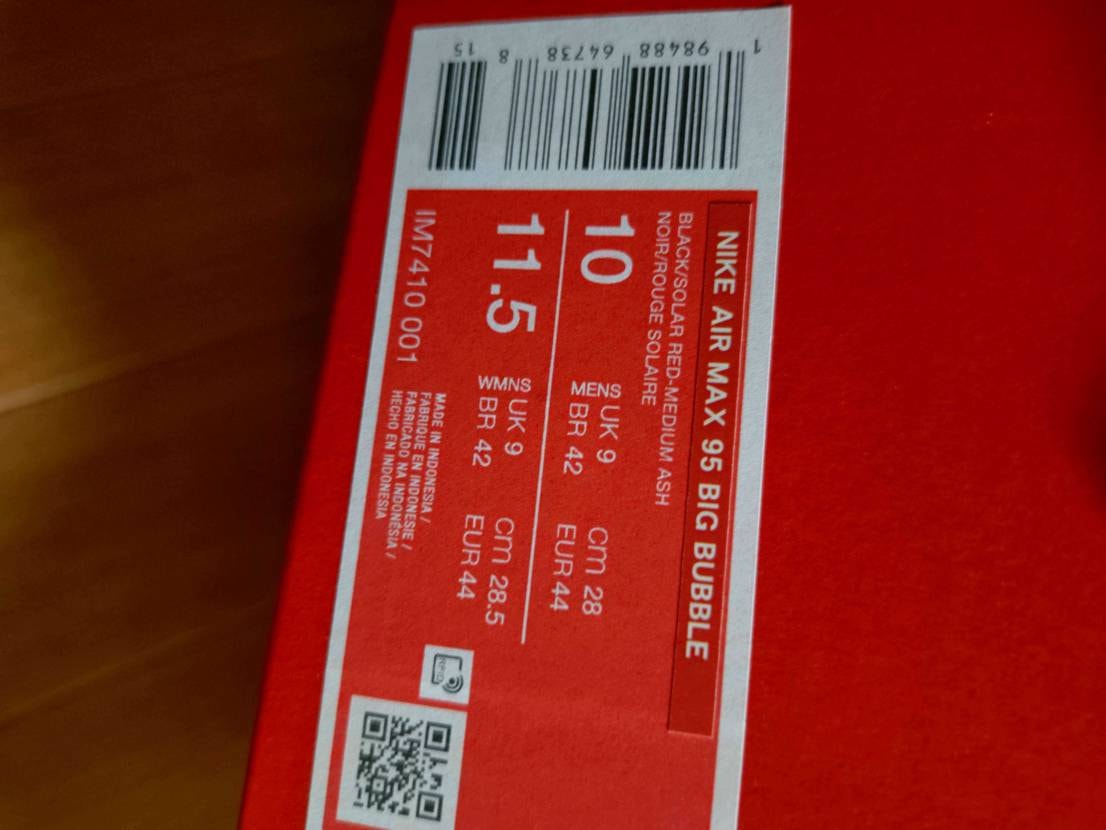 NIKE AIR MAX 95 BIG BUBBLE
BLACK/SOLAR RED-MEDIUM ASH
NOIR/ROUGE SOLAIRE
10 MENS UK 9 cm 28
BR 42 EUR 44
11.5 WMNS UK 9 cm 28.5
BR 42 EUR 44
IM7410 001
MADE IN INDONESIA /
FABRIQUE EN INDONESIE /
FABRICADO NA INDONÉSIA /
HECHO EN INDONESIA
RFID
1 98488 64738 8 15